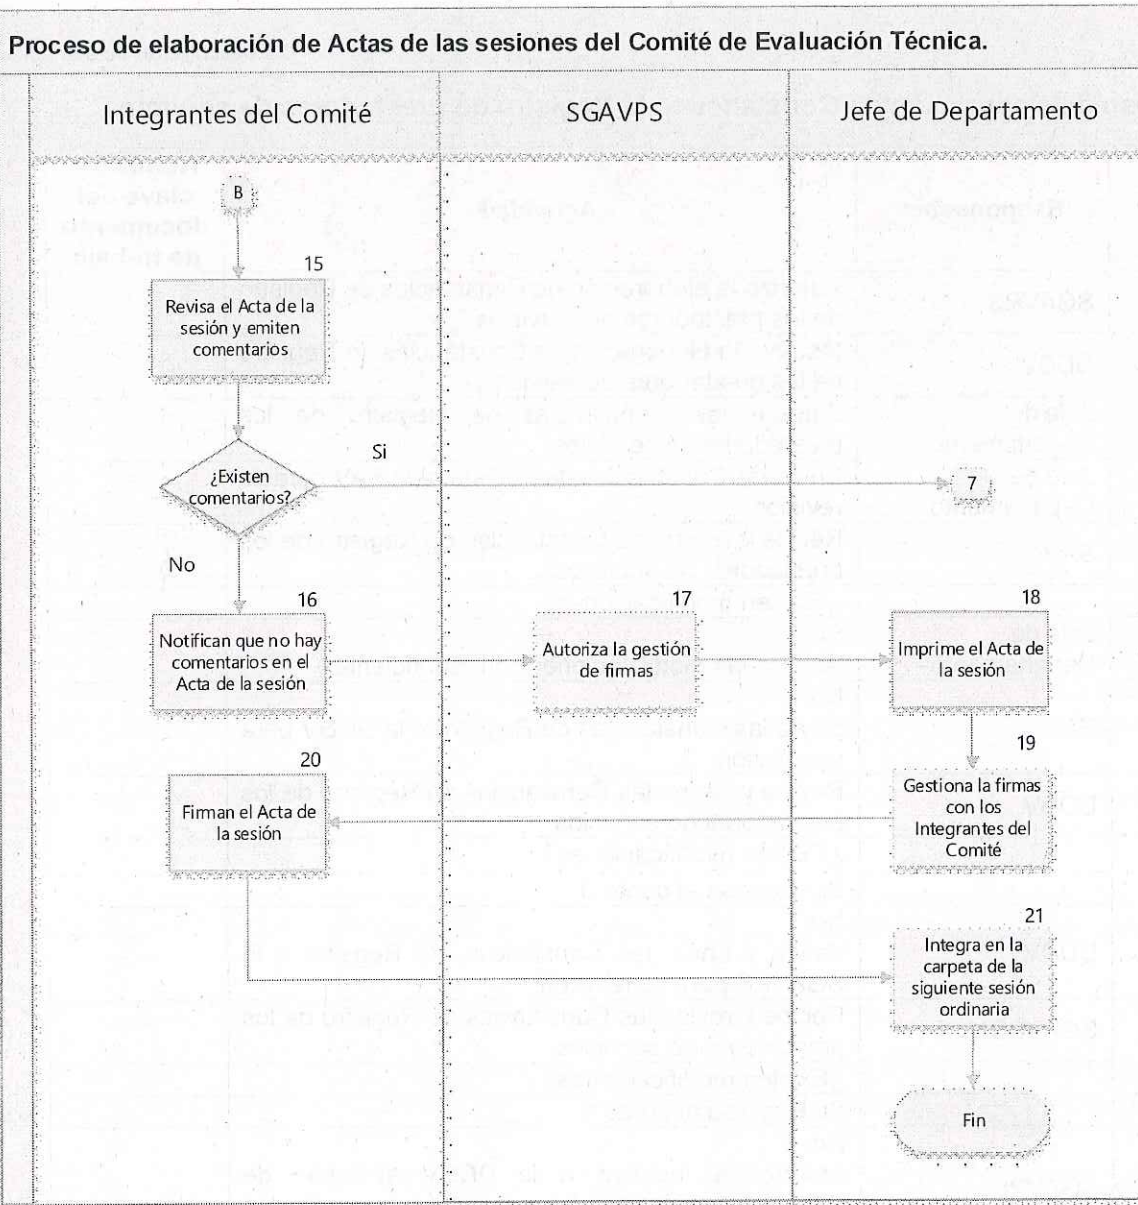 Proceso de elaboración de Actas de las sesiones del Comité de Evaluación Técnica.
Integrantes del Comité
SGAVPS
Jefe de Departamento
B
15
Revisa el Acta de la
sesión y emiten
comentarios
¿Existen
comentarios?
Si
7
No
16
Notifican que no hay
comentarios en el
Acta de la sesión
17
Autoriza la gestión
de firmas
18
Imprime el Acta de
la sesión
19
Gestiona la firmas
con los
Integrantes del
Comité
20
Firman el Acta de
la sesión
21
Integra en la
carpeta de la
siguiente sesión
ordinaria
Fin